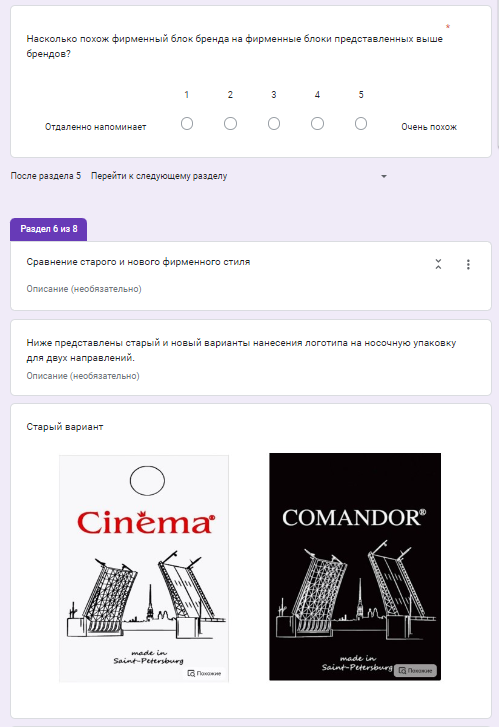 Насколько похож фирменный блок бренда на фирменные блоки представленных выше *
брендов?
1 2 3 4 5
Отдаленно напоминает Очень похож
После раздела 5 Перейти к следующему разделу
Раздел 6 из 8
Сравнение старого и нового фирменного стиля
Описание (необязательно)
Ниже представлены старый и новый варианты нанесения логотипа на носочную упаковку
для двух направлений.
Описание (необязательно)
Старый вариант
Cinema®
made in
Saint-Petersburg
Похожие
COMANDOR®
made in
Saint-Petersburg
Похожие